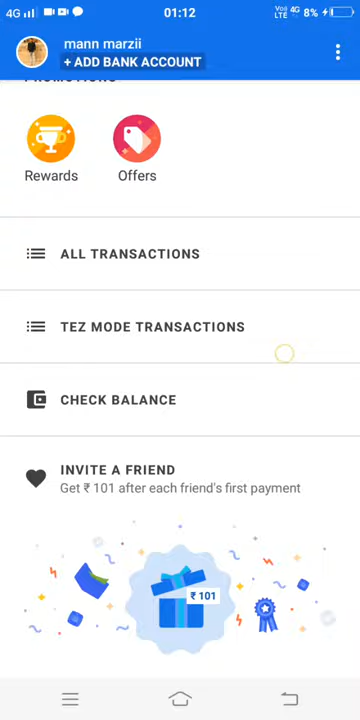 4G
01:12
VoJ)
LTE 4G 8%
mann marzii
+ ADD BANK ACCOUNT
PROMOTIONS
Rewards Offers
ALL TRANSACTIONS
TEZ MODE TRANSACTIONS
CHECK BALANCE
INVITE A FRIEND
Get ₹ 101 after each friend's first payment
₹ 101